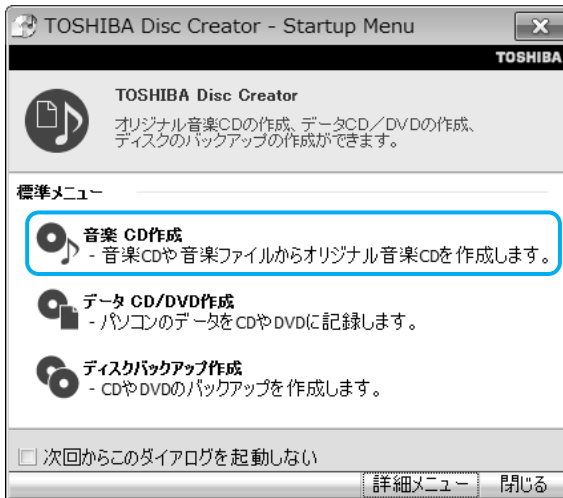 TOSHIBA Disc Creator - Startup Menu
TOSHIBA
TOSHIBA Disc Creator
オリジナル音楽CDの作成、データCD／DVDの作成、
ディスクのバックアップの作成ができます。
標準メニュー
音楽 CD作成
- 音楽CDや音楽ファイルからオリジナル音楽CDを作成します。
データ CD/DVD作成
- パソコンのデータをCDやDVDに記録します。
ディスクバックアップ作成
- CDやDVDのバックアップを作成します。
次回からこのダイアログを起動しない
詳細メニュー 閉じる